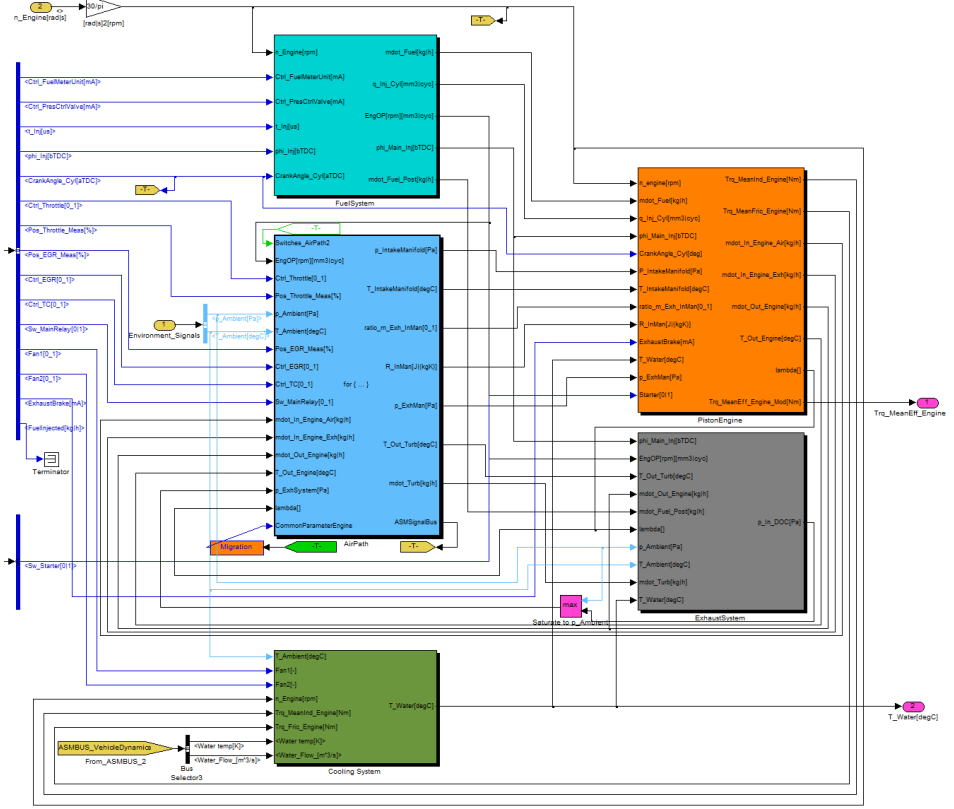 2
n_Engine[rad|s]
30/pi
[rad|s]2[rpm]
-T-
n_Engine[rpm]
Ctrl_FuelMeterUnit[mA]
Ctrl_PresCtrlValve[mA]
t_Inj[us]
phi_Inj[bTDC]
CrankAngle_Cyl[aTDC]
mdot_Fuel[kg|h]
q_Inj_Cyl[mm3|cyc]
EngOP[rpm][mm3|cyc]
phi_Main_Inj[bTDC]
mdot_Fuel_Post[kg|h]
FuelSystem
<Ctrl_FuelMeterUnit[mA]>
<Ctrl_PresCtrlValve[mA]>
<t_Inj[us]>
<phi_Inj[bTDC]>
<CrankAngle_Cyl[aTDC]>
<Ctrl_Throttle[0_1]>
<Pos_Throttle_Meas[%]>
<Pos_EGR_Meas[%]>
<Ctrl_EGR[0_1]>
<Ctrl_TC[0_1]>
<Sw_MainRelay[0|1]>
<Fan1[0_1]>
<Fan2[0_1]>
<ExhaustBrake[mA]>
<FuelInjected[kg|h]>
Terminator
<Sw_Starter[0|1]>
-T-
-T-
1
Environment_Signals
<p_Ambient[Pa]>
<T_Ambient[degC]>
Switches_AirPath2
EngOP[rpm][mm3|cyc]
Ctrl_Throttle[0_1]
Pos_Throttle_Meas[%]
p_Ambient[Pa]
T_Ambient[degC]
Pos_EGR_Meas[%]
Ctrl_EGR[0_1]
Ctrl_TC[0_1]
for { ... }
Sw_MainRelay[0_1]
mdot_In_Engine_Air[kg|h]
mdot_In_Engine_Exh[kg|h]
mdot_Out_Engine[kg|h]
T_Out_Engine[degC]
p_ExhSystem[Pa]
lambda[]
CommonParameterEngine
p_IntakeManifold[Pa]
T_IntakeManifold[degC]
ratio_m_Exh_InMan[0_1]
R_InMan[J|(kgK)]
p_ExhMan[Pa]
T_Out_Turb[degC]
mdot_Turb[kg|h]
ASMSignalBus
AirPath
Migration
-T-
-T-
n_engine[rpm]
mdot_Fuel[kg|h]
q_Inj_Cyl[mm3|cyc]
phi_Main_Inj[bTDC]
CrankAngle_Cyl[deg]
P_IntakeManifold[Pa]
T_IntakeManifold[degC]
ratio_m_Exh_InMan[0_1]
R_InMan[J|(kgK)]
ExhaustBrake[mA]
T_Water[degC]
p_ExhMan[Pa]
Starter[0|1]
Trq_MeanInd_Engine[Nm]
Trq_MeanFric_Engine[Nm]
mdot_In_Engine_Air[kg|h]
mdot_In_Engine_Exh[kg|h]
mdot_Out_Engine[kg|h]
T_Out_Engine[degC]
lambda[]
Trq_MeanEff_Engine_Mod[Nm]
PistonEngine
1
Trq_MeanEff_Engine
phi_Main_Inj[bTDC]
EngOP[rpm][mm3|cyc]
T_Out_Turb[degC]
mdot_Out_Engine[kg|h]
mdot_Fuel_Post[kg|h]
lambda[]
p_Ambient[Pa]
T_Ambient[degC]
mdot_Turb[kg|h]
T_Water[degC]
p_In_DOC[Pa]
ExhaustSystem
max
Saturate to p_Ambient
T_Ambient[degC]
Fan1[-]
Fan2[-]
n_Engine[rpm]
Trq_MeanInd_Engine[Nm]
Trq_Fric_Engine[Nm]
<Water temp[K]>
<Water_Flow_[m^3/s]>
T_Water[degC]
Cooling System
2
T_Water[degC]
ASMBUS_VehicleDynamics
From_ASMBUS_2
<Water temp[K]>
<Water_Flow_[m^3/s]>
Bus
Selector3